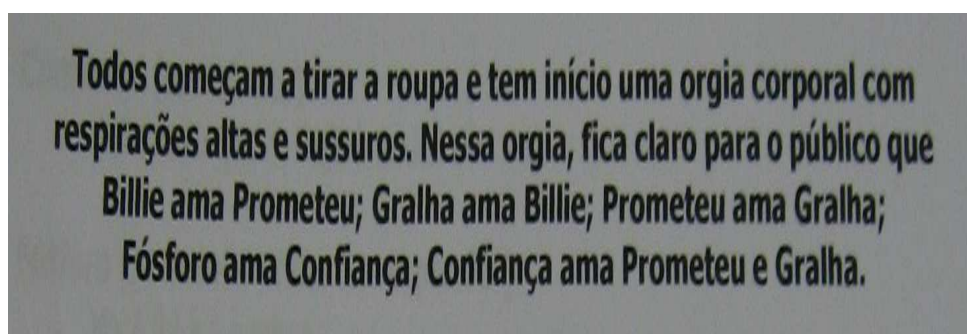 Todos começam a tirar a roupa e tem início uma orgia corporal com
respirações altas e sussuros. Nessa orgia, fica claro para o público que
Billie ama Prometeu; Gralha ama Billie; Prometeu ama Gralha;
Fósforo ama Confiança; Confiança ama Prometeu e Gralha.